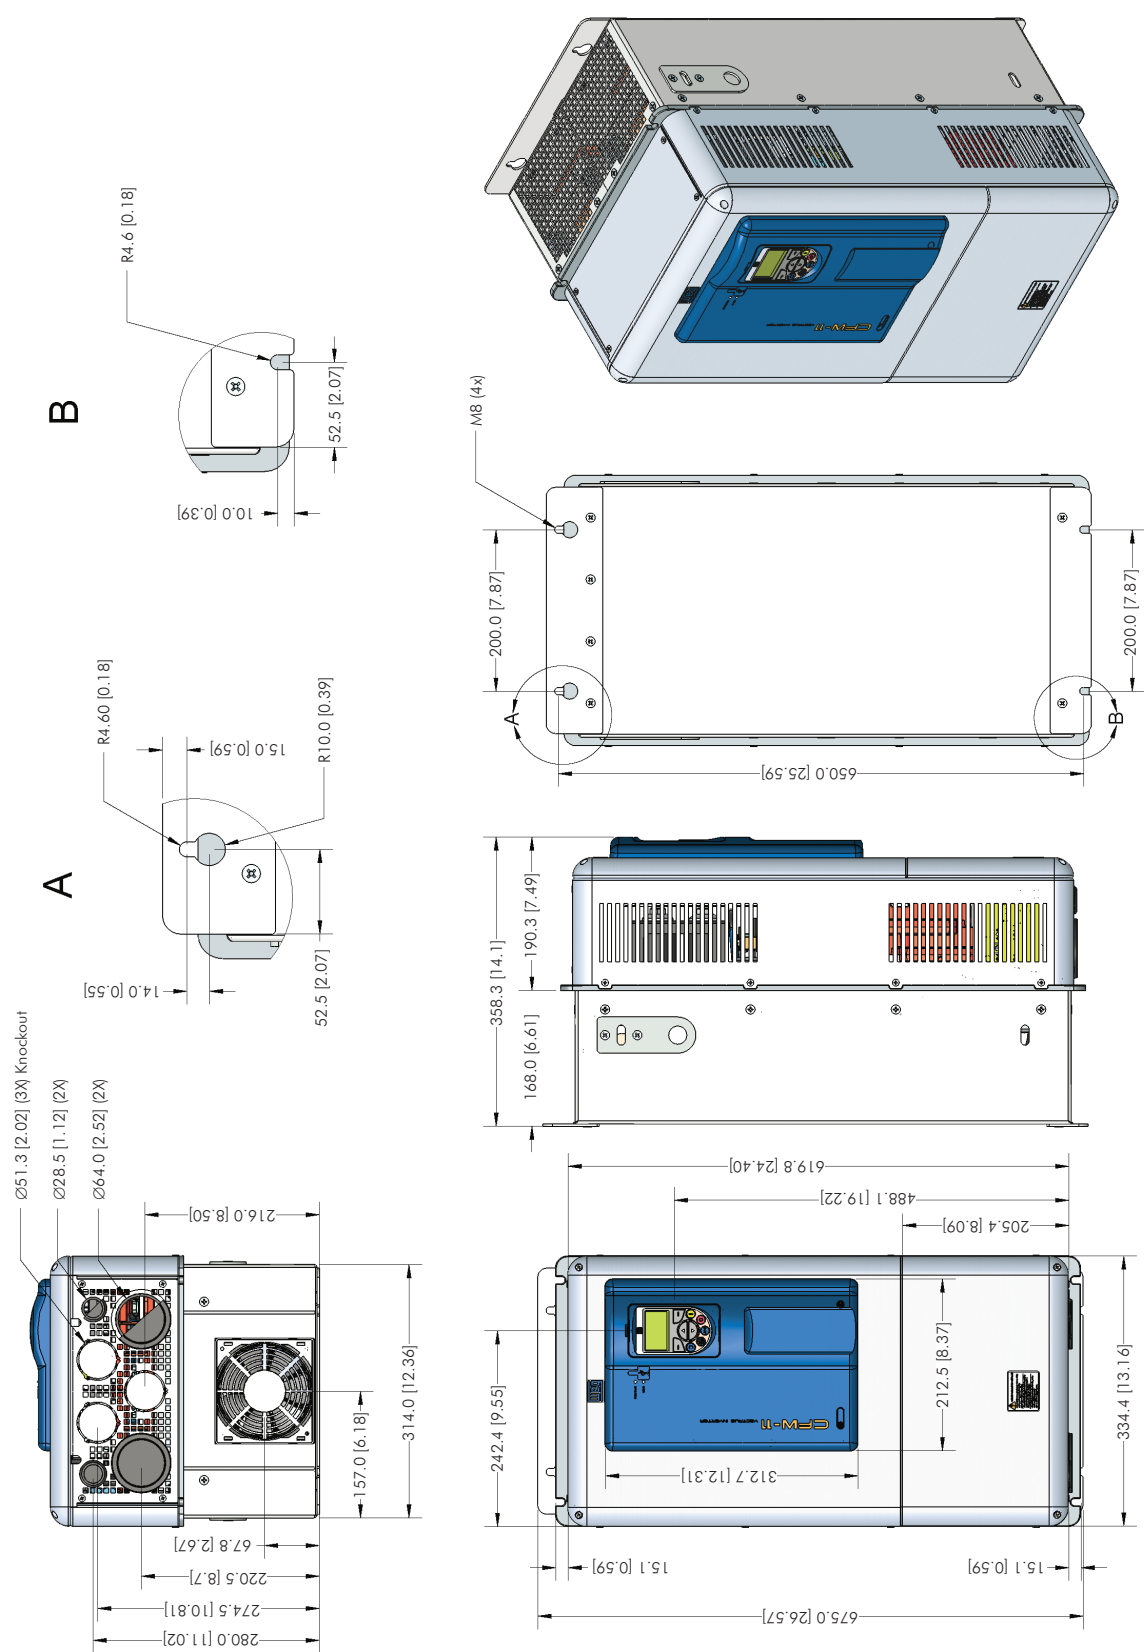 B
R4.6 [0.18]
52.5 [2.07]
10.0 [0.39]
A
R4.60 [0.18]
15.0 [0.59]
R10.0 [0.39]
14.0 [0.55]
52.5 [2.07]
M8 (4x)
200.0 [7.87]
200.0 [7.87]
A
B
650.0 [25.59]
358.3 [14.1]
190.3 [7.49]
168.0 [6.61]
Ø51.3 [2.02] (3X) Knockout
Ø28.5 [1.12] (2X)
Ø64.0 [2.52] (2X)
216.0 [8.50]
314.0 [12.36]
157.0 [6.18]
67.8 [2.67]
220.5 [8.7]
274.5 [10.81]
280.0 [11.02]
619.8 [24.40]
488.1 [19.22]
205.4 [8.09]
242.4 [9.55]
212.5 [8.37]
312.7 [12.31]
334.4 [13.16]
15.1 [0.59]
15.1 [0.59]
675.0 [26.57]
WEG
CFW-11
VECTRUE INVERTER
CFW-11
VECTRUE INVERTER